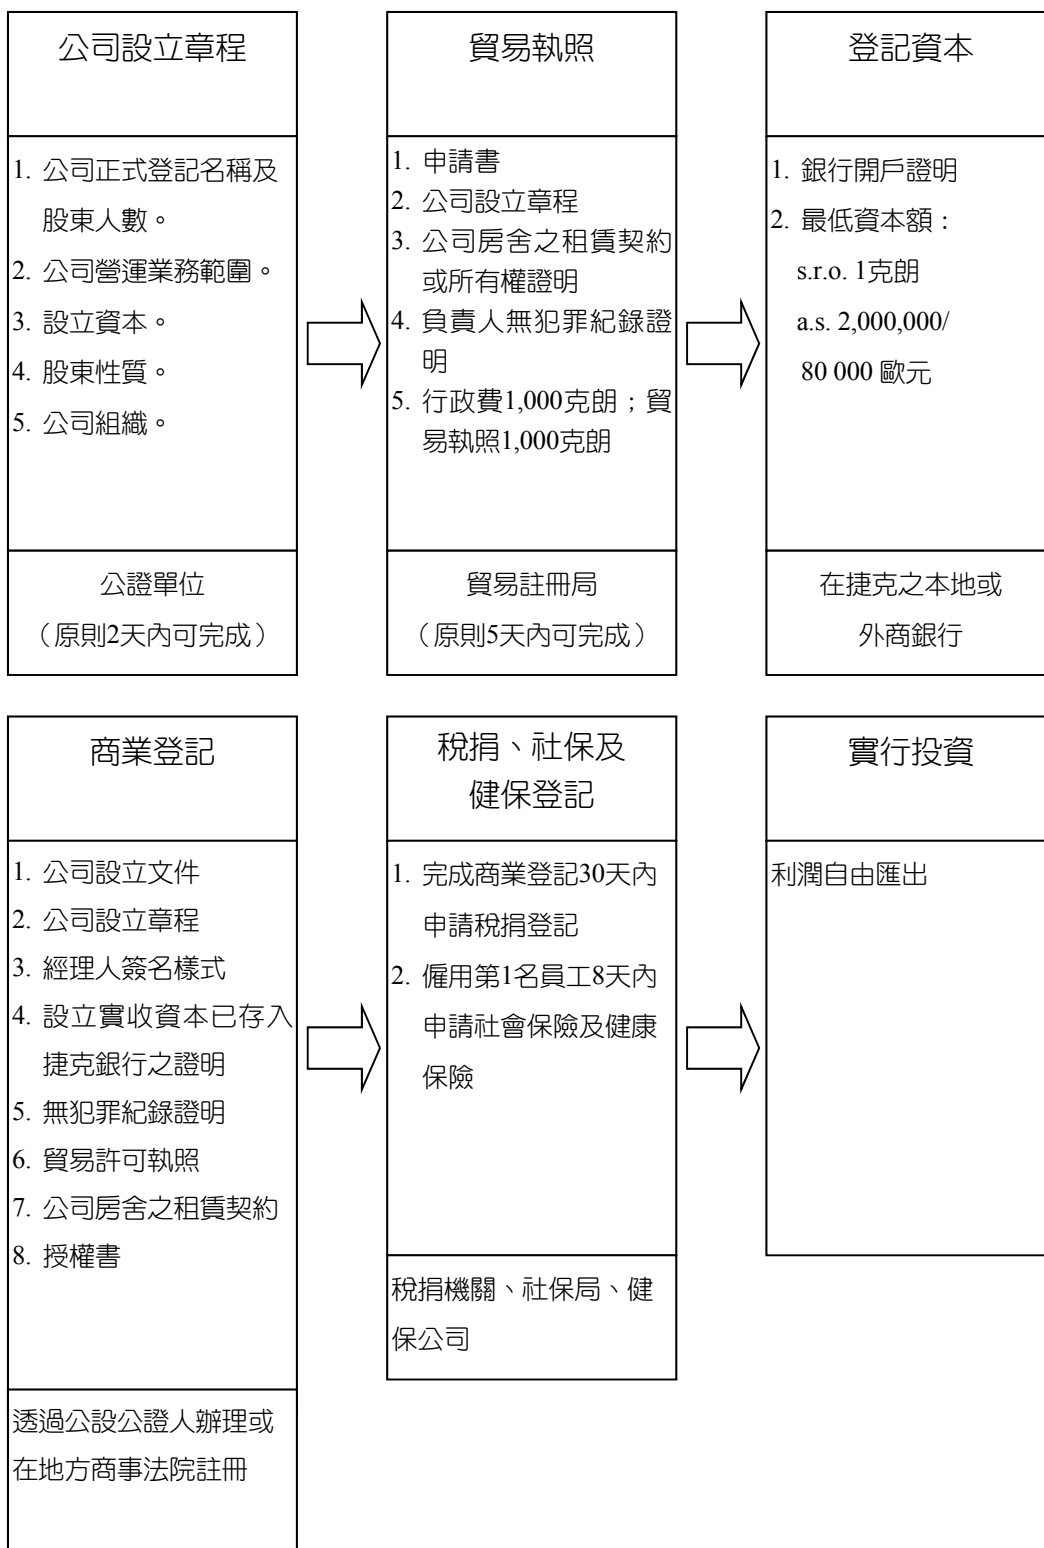 公司設立章程
1. 公司正式登記名稱及
股東人數。
2. 公司營運業務範圍。
3. 設立資本。
4. 股東性質。
5. 公司組織。
公證單位
（原則2天內可完成）
貿易執照
1. 申請書
2. 公司設立章程
3. 公司房舍之租賃契約
或所有權證明
4. 負責人無犯罪紀錄證
明
5. 行政費1,000克朗；貿
易執照1,000克朗
貿易註冊局
（原則5天內可完成）
登記資本
1. 銀行開戶證明
2. 最低資本額：
s.r.o. 1克朗
a.s. 2,000,000/
80 000 歐元
在捷克之本地或
外商銀行
商業登記
1. 公司設立文件
2. 公司設立章程
3. 經理人簽名樣式
4. 設立實收資本已存入
捷克銀行之證明
5. 無犯罪紀錄證明
6. 貿易許可執照
7. 公司房舍之租賃契約
8. 授權書
透過公設公證人辦理或
在地方商事法院註冊
稅捐、社保及
健保登記
1. 完成商業登記30天內
申請稅捐登記
2. 僱用第1名員工8天內
申請社會保險及健康
保險
稅捐機關、社保局、健
保公司
實行投資
利潤自由匯出